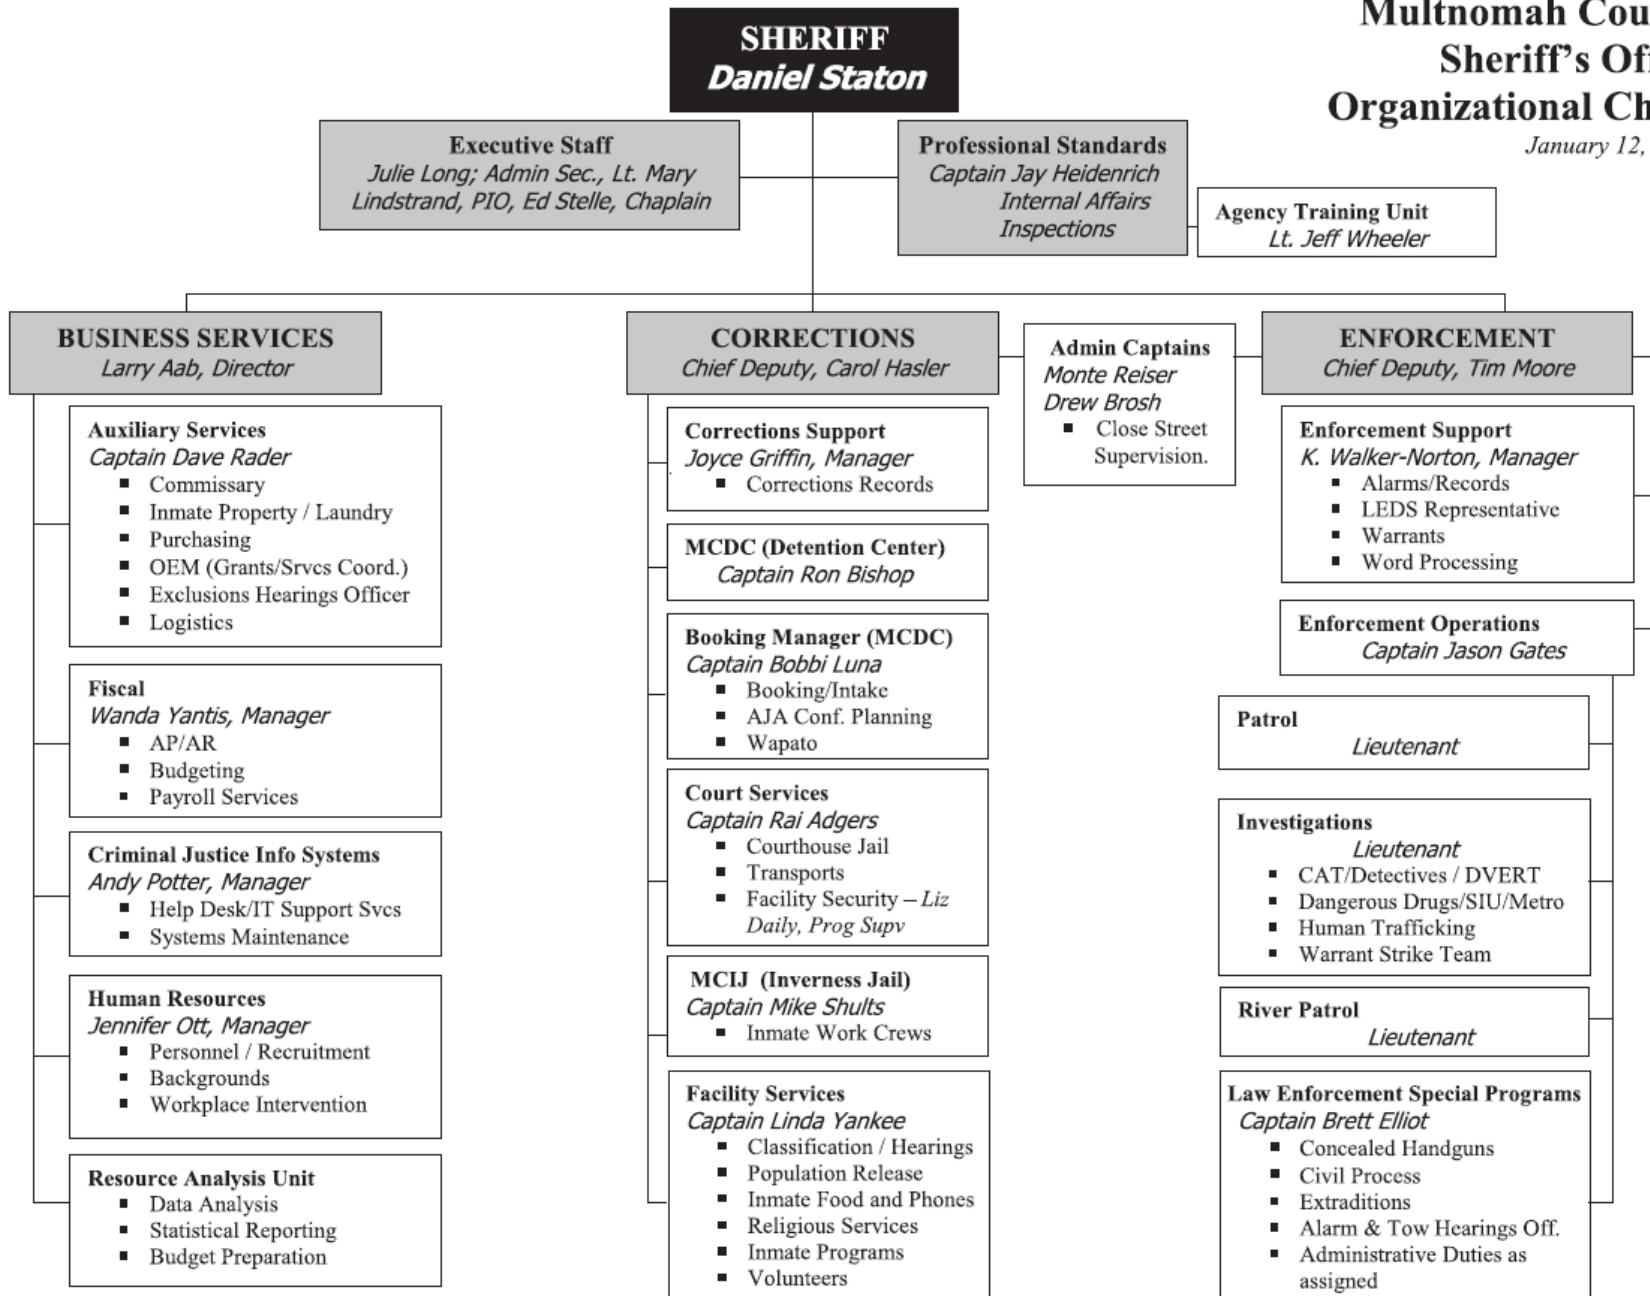 SHERIFF
Daniel Staton
Multnomah Cou
Sheriff's Of
Organizational Ch
January 12,
Executive Staff
Julie Long; Admin Sec., Lt. Mary
Lindstrand, PIO, Ed Stelle, Chaplain
Professional Standards
Captain Jay Heidenrich
Internal Affairs
Inspections
Agency Training Unit
Lt. Jeff Wheeler
BUSINESS SERVICES
Larry Aab, Director
Auxiliary Services
Captain Dave Rader
▪ Commissary
▪ Inmate Property / Laundry
▪ Purchasing
▪ OEM (Grants/Srvcs Coord.)
▪ Exclusions Hearings Officer
▪ Logistics
Fiscal
Wanda Yantis, Manager
▪ AP/AR
▪ Budgeting
▪ Payroll Services
Criminal Justice Info Systems
Andy Potter, Manager
▪ Help Desk/IT Support Svcs
▪ Systems Maintenance
Human Resources
Jennifer Ott, Manager
▪ Personnel / Recruitment
▪ Backgrounds
▪ Workplace Intervention
Resource Analysis Unit
▪ Data Analysis
▪ Statistical Reporting
▪ Budget Preparation
CORRECTIONS
Chief Deputy, Carol Hasler
Corrections Support
Joyce Griffin, Manager
▪ Corrections Records
MCDC (Detention Center)
Captain Ron Bishop
Booking Manager (MCDC)
Captain Bobbi Luna
▪ Booking/Intake
▪ AJA Conf. Planning
▪ Wapato
Court Services
Captain Rai Adgers
▪ Courthouse Jail
▪ Transports
▪ Facility Security – Liz
Daily, Prog Supv
MCIJ (Inverness Jail)
Captain Mike Shults
▪ Inmate Work Crews
Facility Services
Captain Linda Yankee
▪ Classification / Hearings
▪ Population Release
▪ Inmate Food and Phones
▪ Religious Services
▪ Inmate Programs
▪ Volunteers
Admin Captains
Monte Reiser
Drew Brosh
▪ Close Street
Supervision.
ENFORCEMENT
Chief Deputy, Tim Moore
Enforcement Support
K. Walker-Norton, Manager
▪ Alarms/Records
▪ LEDS Representative
▪ Warrants
▪ Word Processing
Enforcement Operations
Captain Jason Gates
Patrol
Lieutenant
Investigations
Lieutenant
▪ CAT/Detectives / DVERT
▪ Dangerous Drugs/SIU/Metro
▪ Human Trafficking
▪ Warrant Strike Team
River Patrol
Lieutenant
Law Enforcement Special Programs
Captain Brett Elliot
▪ Concealed Handguns
▪ Civil Process
▪ Extraditions
▪ Alarm & Tow Hearings Off.
▪ Administrative Duties as
assigned